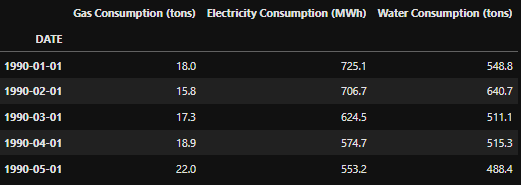 Gas Consumption (tons) Electricity Consumption (MWh) Water Consumption (tons)
DATE
1990-01-01 18.0 725.1 548.8
1990-02-01 15.8 706.7 640.7
1990-03-01 17.3 624.5 511.1
1990-04-01 18.9 574.7 515.3
1990-05-01 22.0 553.2 488.4